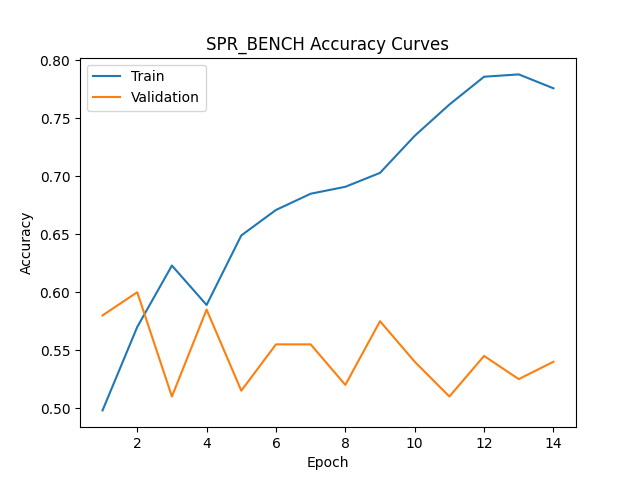 SPR_BENCH Accuracy Curves
Train
Validation
Accuracy
0.80
0.75
0.70
0.65
0.60
0.55
0.50
2 4 6 8 10 12 14
Epoch